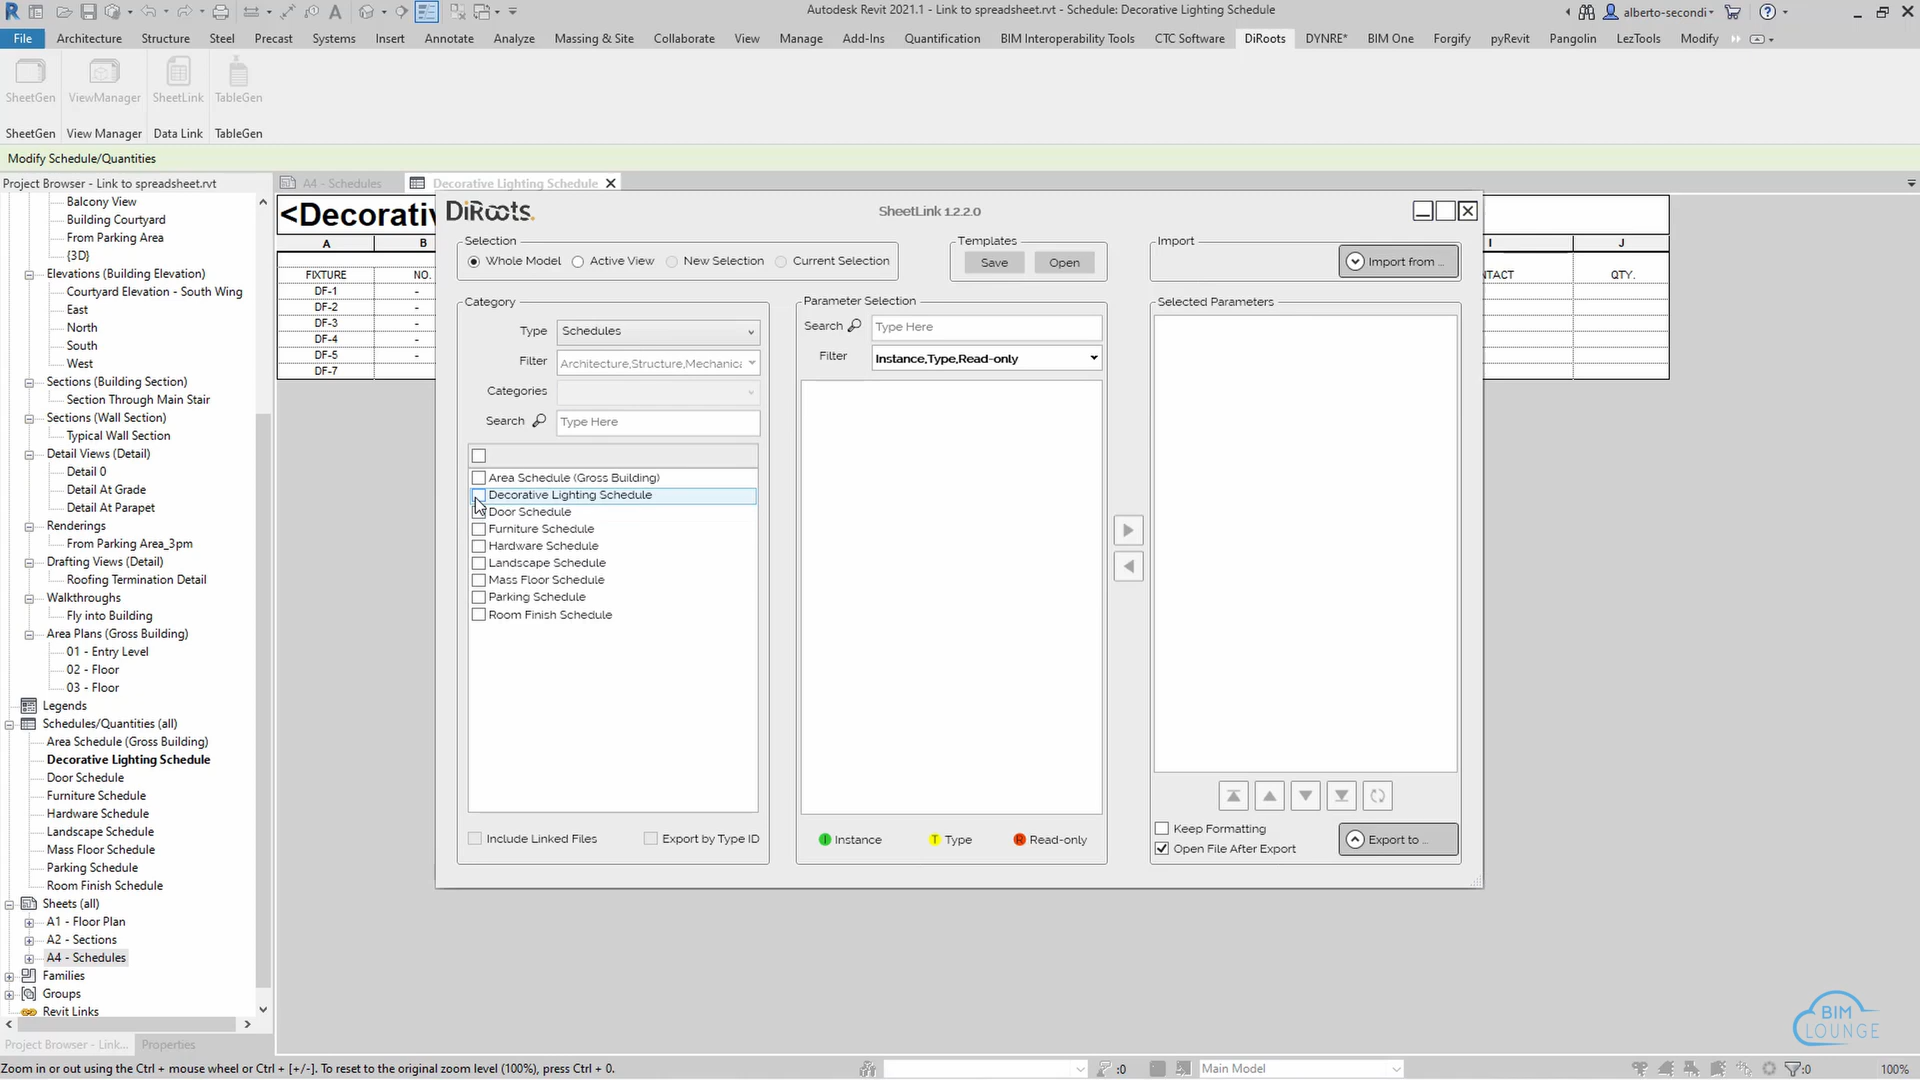 Autodesk Revit 2021.1 - Link to spreadsheet.rvt - Schedule: Decorative Lighting Schedule
alberto-secondi
File
Architecture
Structure
Steel
Precast
Systems
Insert
Annotate
Analyze
Massing & Site
Collaborate
View
Manage
Add-Ins
Quantification
BIM Interoperability Tools
CTC Software
DiRoots
DYNRE*
BIM One
Forgify
pyRevit
Pangolin
LezTools
Modify
SheetGen
ViewManager
SheetLink
TableGen
SheetGen
View Manager
Data Link
TableGen
Modify Schedule/Quantities
Project Browser - Link to spreadsheet.rvt
Balcony View
Building Courtyard
From Parking Area
{3D}
Elevations (Building Elevation)
Courtyard Elevation - South Wing
East
North
South
West
Sections (Building Section)
Section Through Main Stair
Sections (Wall Section)
Typical Wall Section
Detail Views (Detail)
Detail 0
Detail At Grade
Detail At Parapet
Renderings
From Parking Area_3pm
Drafting Views (Detail)
Roofing Termination Detail
Walkthroughs
Fly into Building
Area Plans (Gross Building)
01 - Entry Level
02 - Floor
03 - Floor
Legends
Schedules/Quantities (all)
Area Schedule (Gross Building)
Decorative Lighting Schedule
Door Schedule
Furniture Schedule
Hardware Schedule
Landscape Schedule
Mass Floor Schedule
Parking Schedule
Room Finish Schedule
Sheets (all)
A1 - Floor Plan
A2 - Sections
A4 - Schedules
Families
Groups
Revit Links
Project Browser - Link...
Properties
A4 - Schedules
Decorative Lighting Schedule
<Decorativ
A
B
I
J
FIXTURE
NO.
NTACT
QTY.
DF-1 -
DF-2 -
DF-3 -
DF-4 -
DF-5 -
DF-7
DiRoots.
SheetLink 1.2.2.0
Selection
Whole Model
Active View
New Selection
Current Selection
Templates
Save
Open
Import
Import from ...
Category
Type
Schedules
Filter
Architecture,Structure,Mechanica
Categories
Search
Type Here
Area Schedule (Gross Building)
Decorative Lighting Schedule
Door Schedule
Furniture Schedule
Hardware Schedule
Landscape Schedule
Mass Floor Schedule
Parking Schedule
Room Finish Schedule
Include Linked Files
Export by Type ID
Parameter Selection
Search
Type Here
Filter
Instance,Type,Read-only
I Instance
T Type
R Read-only
Selected Parameters
Keep Formatting
Open File After Export
Export to ...
BIM
LOUNGE
Zoom in or out using the Ctrl + mouse wheel or Ctrl + [+/-]. To reset to the original zoom level (100%), press Ctrl + 0.
:0
Main Model
:0
100%